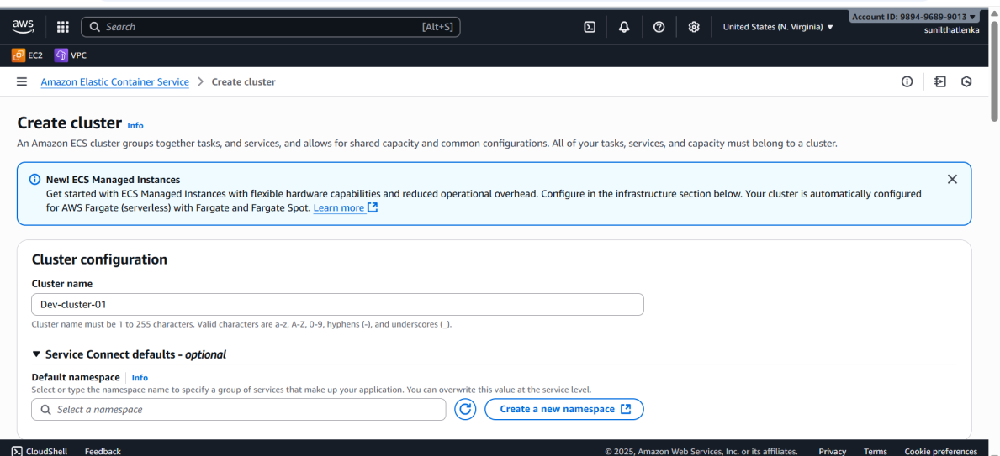 aws
Search
[Alt+S]
United States (N. Virginia) ▼
Account ID: 9894-9689-9013 ▼
sunilthatlenka
EC2
VPC
Amazon Elastic Container Service > Create cluster
Create cluster Info
An Amazon ECS cluster groups together tasks, and services, and allows for shared capacity and common configurations. All of your tasks, services, and capacity must belong to a cluster.
New! ECS Managed Instances
Get started with ECS Managed Instances with flexible hardware capabilities and reduced operational overhead. Configure in the infrastructure section below. Your cluster is automatically configured
for AWS Fargate (serverless) with Fargate and Fargate Spot. Learn more
Cluster configuration
Cluster name
Dev-cluster-01
Cluster name must be 1 to 255 characters. Valid characters are a-z, A-Z, 0-9, hyphens (-), and underscores (_).
▼ Service Connect defaults - optional
Default namespace Info
Select or type the namespace name to specify a group of services that make up your application. You can overwrite this value at the service level.
Select a namespace
Create a new namespace
CloudShell
Feedback
© 2025, Amazon Web Services, Inc. or its affiliates.
Privacy
Terms
Cookie preferences